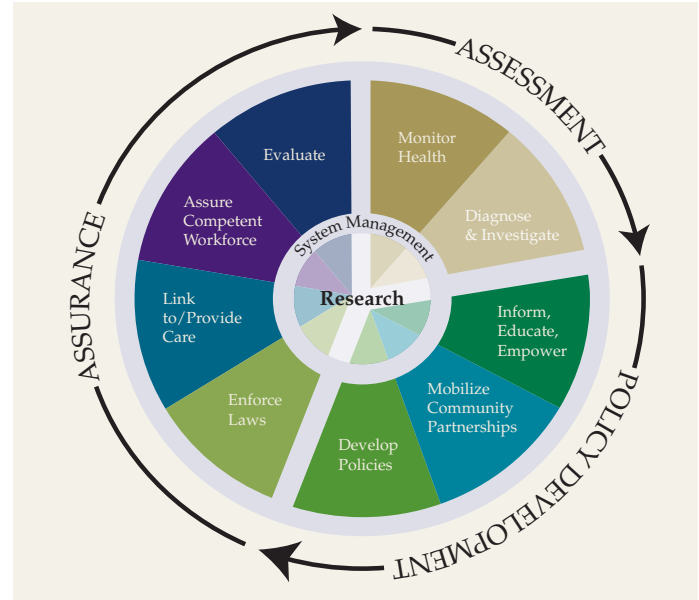 ASSESSMENT
Monitor
Health
Diagnose
& Investigate
POLICY DEVELOPMENT
Inform,
Educate,
Empower
Mobilize
Community
Partnerships
Develop
Policies
ASSURANCE
Enforce
Laws
Link
to/Provide
Care
Assure
Competent
Workforce
Evaluate
System Management
Research